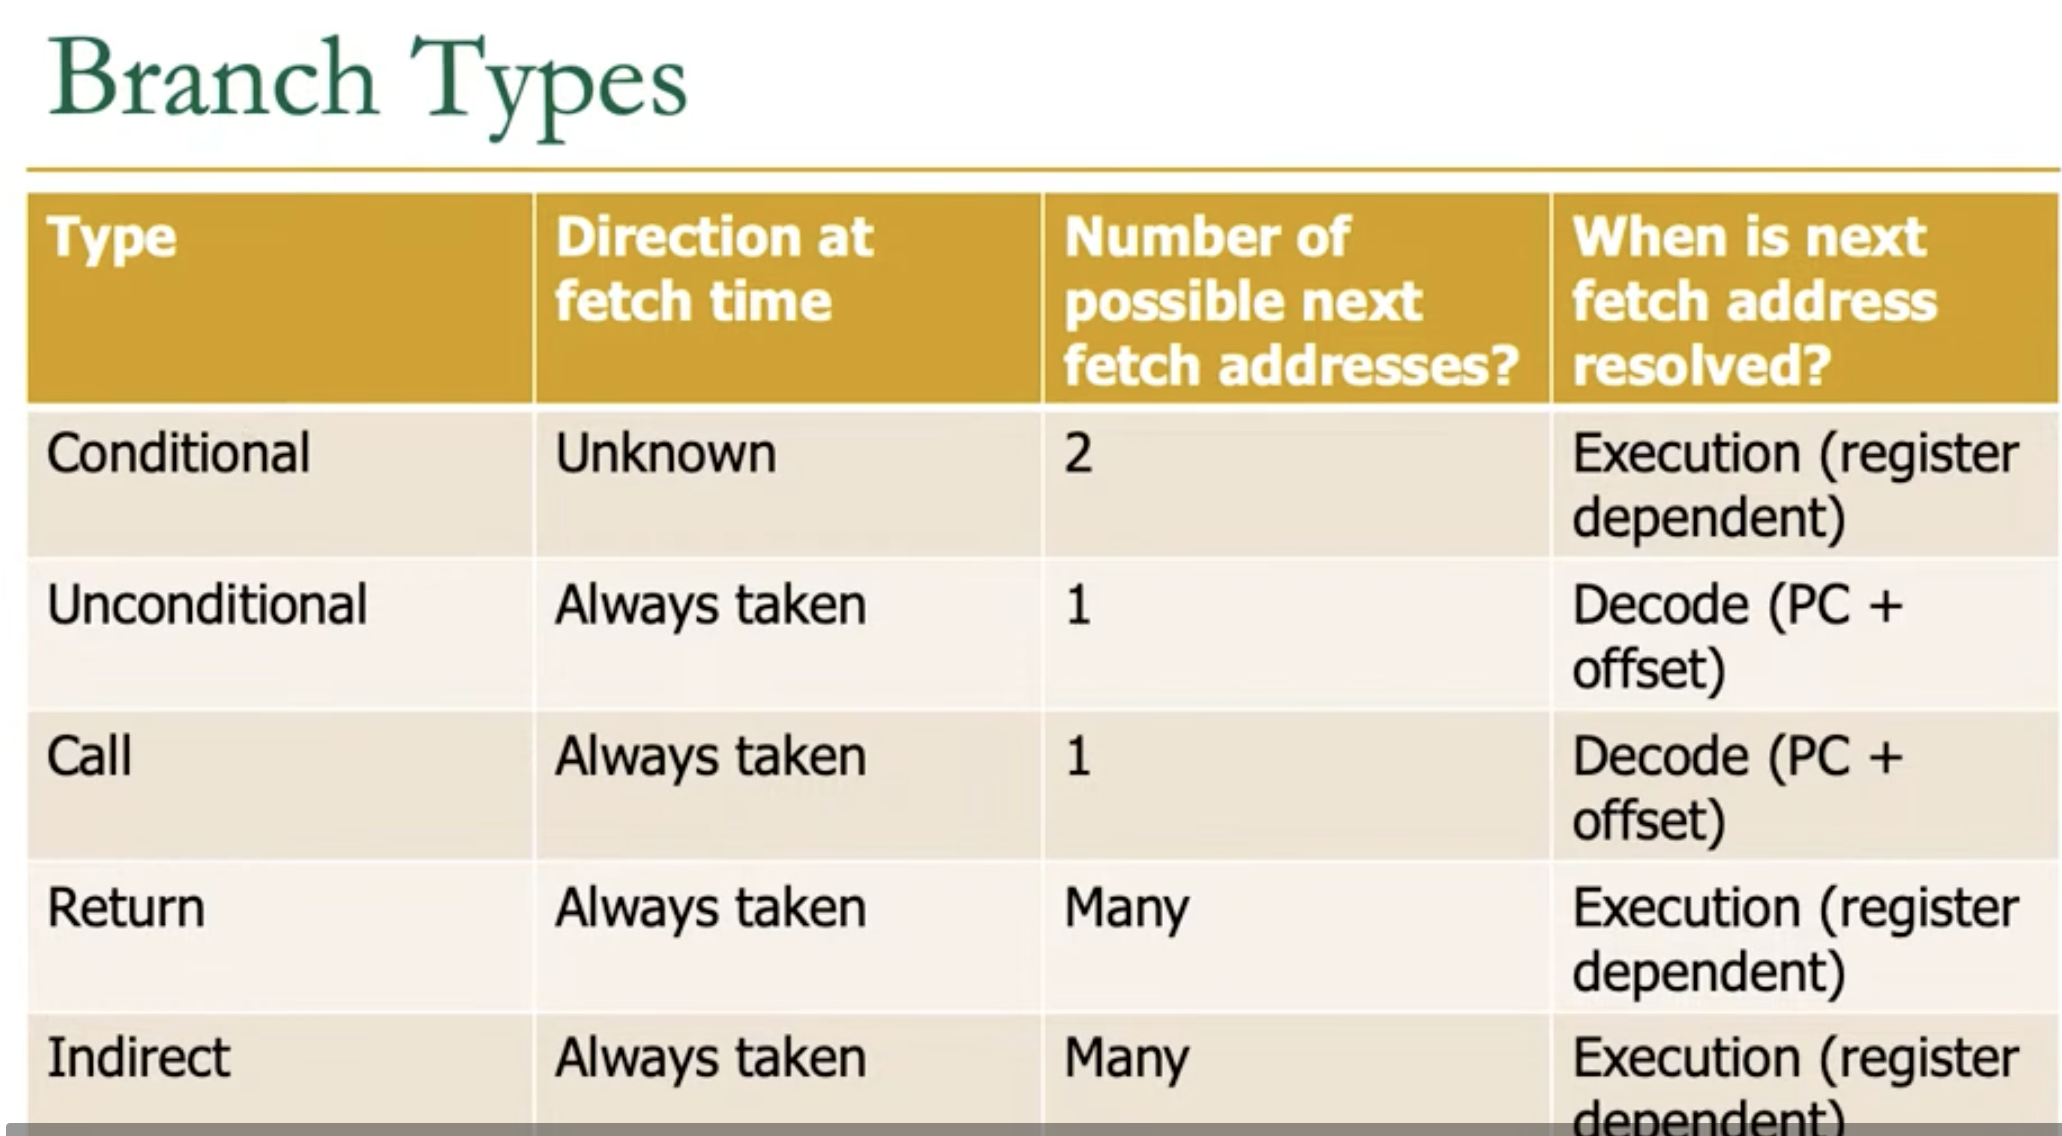 Branch Types
Type
Direction at
fetch time
Number of
possible next
fetch addresses?
When is next
fetch address
resolved?
Conditional
Unknown
2
Execution (register
dependent)
Unconditional
Always taken
1
Decode (PC +
offset)
Call
Always taken
1
Decode (PC +
offset)
Return
Always taken
Many
Execution (register
dependent)
Indirect
Always taken
Many
Execution (register
dependent)